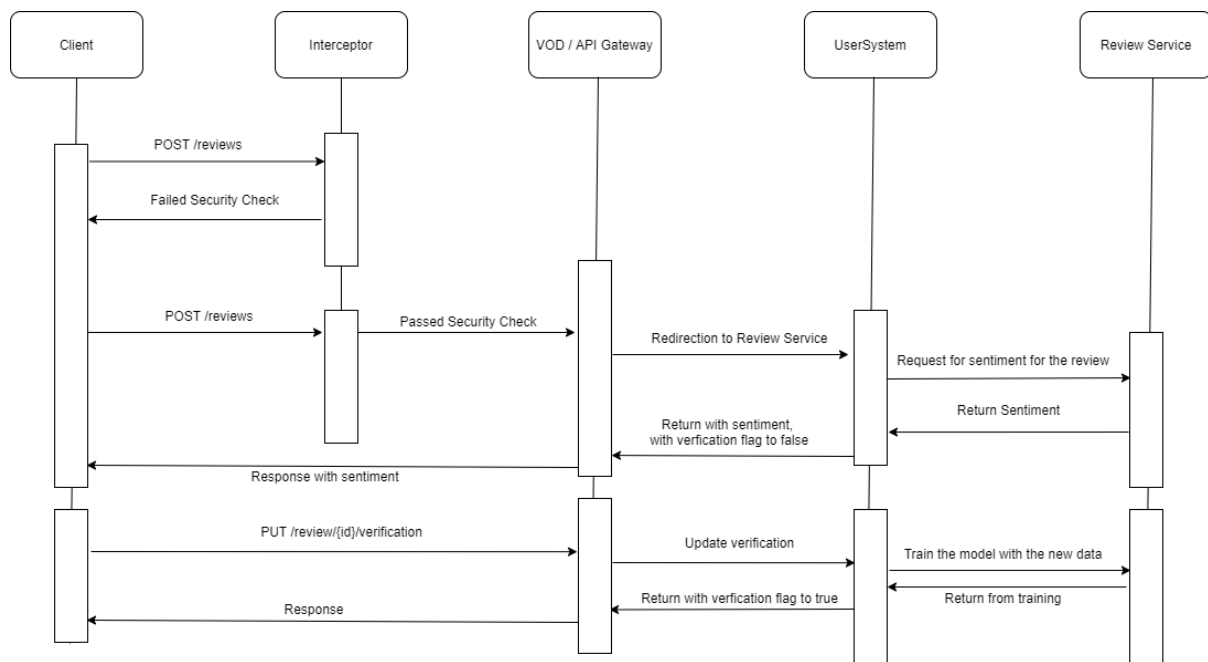 Client
Interceptor
VOD / API Gateway
UserSystem
Review Service
POST /reviews
Failed Security Check
POST /reviews
Passed Security Check
Redirection to Review Service
Request for sentiment for the review
Return Sentiment
Return with sentiment,
with verfication flag to false
Response with sentiment
PUT /review/{id}/verification
Update verification
Train the model with the new data
Return with verfication flag to true
Return from training
Response